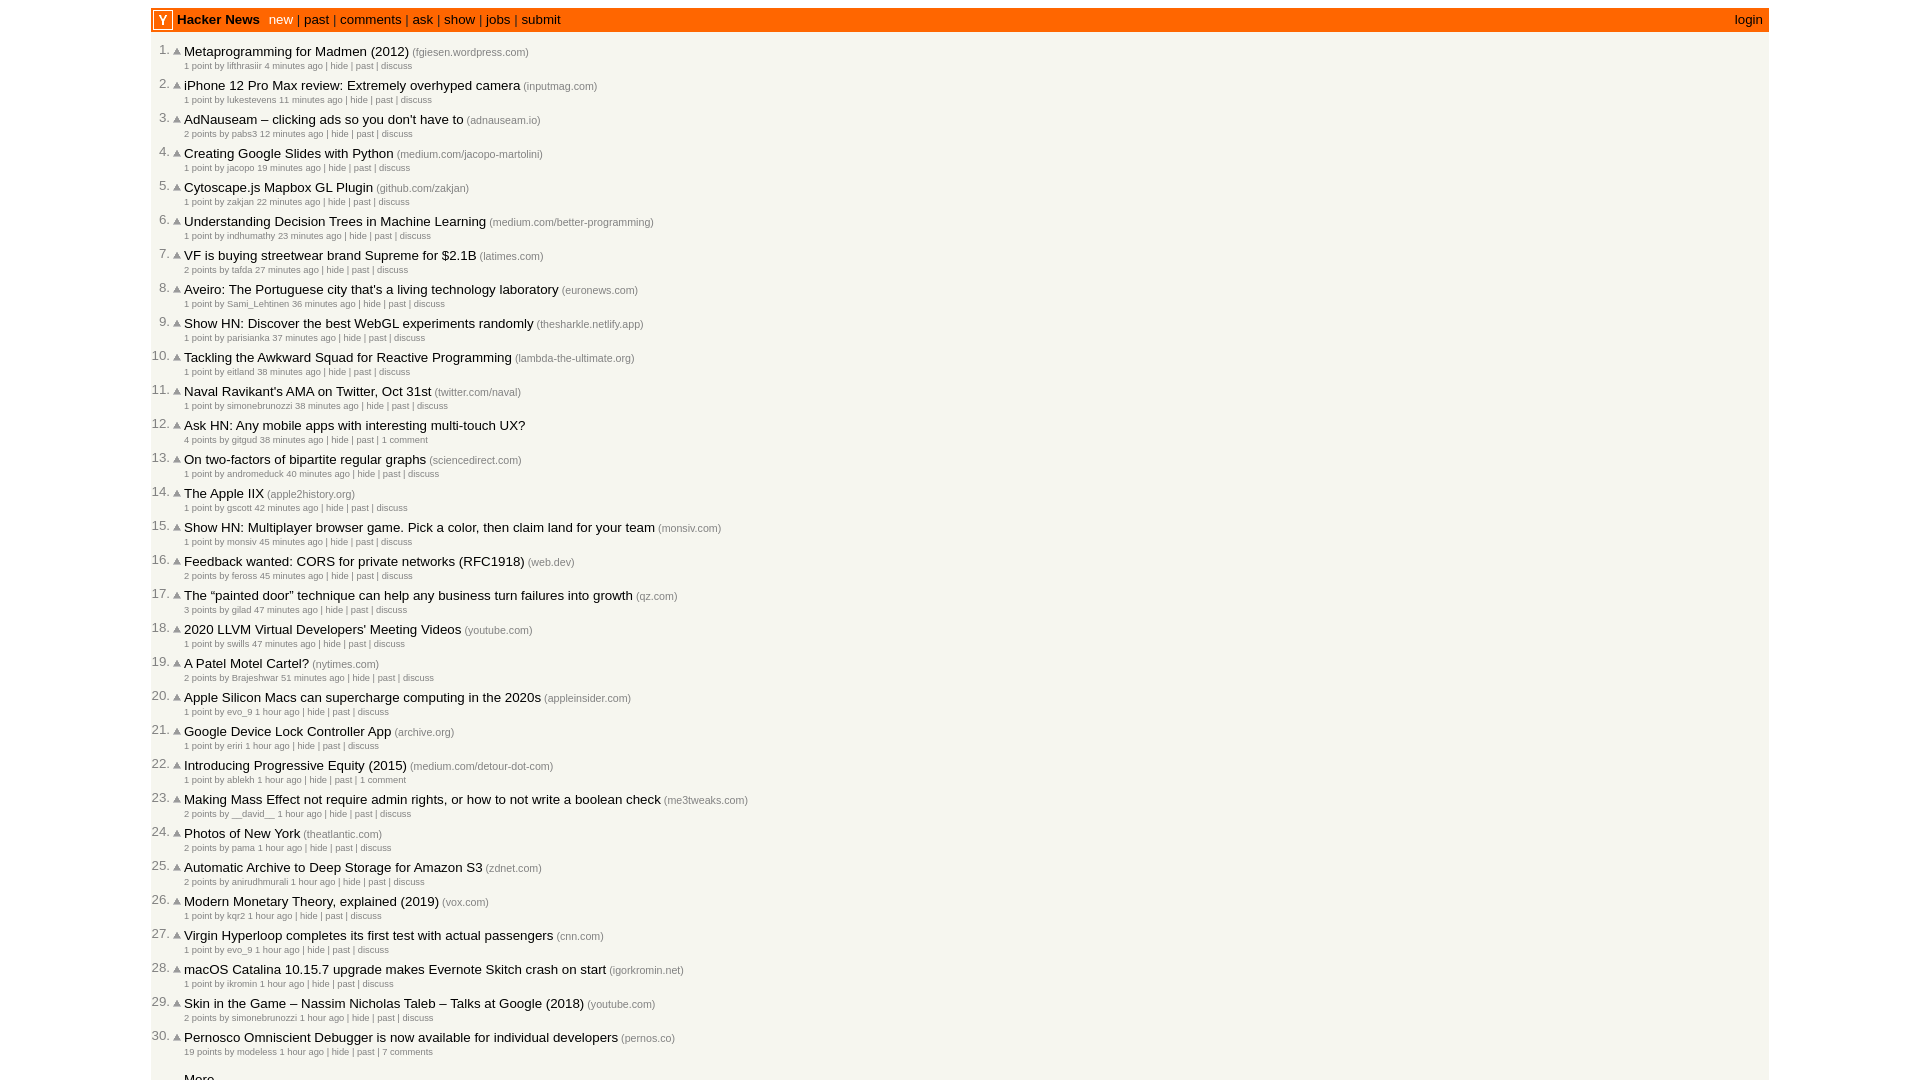 Y Hacker News new | past | comments | ask | show | jobs | submit login
1. Metaprogramming for Madmen (2012) (fgiesen.wordpress.com)
1 point by lifthrasiir 4 minutes ago | hide | past | discuss
2. iPhone 12 Pro Max review: Extremely overhyped camera (inputmag.com)
1 point by lukestevens 11 minutes ago | hide | past | discuss
3. AdNauseam – clicking ads so you don't have to (adnauseam.io)
2 points by pabs3 12 minutes ago | hide | past | discuss
4. Creating Google Slides with Python (medium.com/jacopo-martolini)
1 point by jacopo 19 minutes ago | hide | past | discuss
5. Cytoscape.js Mapbox GL Plugin (github.com/zakjan)
1 point by zakjan 22 minutes ago | hide | past | discuss
6. Understanding Decision Trees in Machine Learning (medium.com/better-programming)
1 point by indhumathy 23 minutes ago | hide | past | discuss
7. VF is buying streetwear brand Supreme for $2.1B (latimes.com)
2 points by tafda 27 minutes ago | hide | past | discuss
8. Aveiro: The Portuguese city that's a living technology laboratory (euronews.com)
1 point by Sami_Lehtinen 36 minutes ago | hide | past | discuss
9. Show HN: Discover the best WebGL experiments randomly (thesharkle.netlify.app)
1 point by parisianka 37 minutes ago | hide | past | discuss
10. Tackling the Awkward Squad for Reactive Programming (lambda-the-ultimate.org)
1 point by eitland 38 minutes ago | hide | past | discuss
11. Naval Ravikant's AMA on Twitter, Oct 31st (twitter.com/naval)
1 point by simonebrunozzi 38 minutes ago | hide | past | discuss
12. Ask HN: Any mobile apps with interesting multi-touch UX?
4 points by gitgud 38 minutes ago | hide | past | 1 comment
13. On two-factors of bipartite regular graphs (sciencedirect.com)
1 point by andromeduck 40 minutes ago | hide | past | discuss
14. The Apple IIX (apple2history.org)
1 point by gscott 42 minutes ago | hide | past | discuss
15. Show HN: Multiplayer browser game. Pick a color, then claim land for your team (monsiv.com)
1 point by monsiv 45 minutes ago | hide | past | discuss
16. Feedback wanted: CORS for private networks (RFC1918) (web.dev)
2 points by feross 45 minutes ago | hide | past | discuss
17. The “painted door” technique can help any business turn failures into growth (qz.com)
3 points by gilad 47 minutes ago | hide | past | discuss
18. 2020 LLVM Virtual Developers' Meeting Videos (youtube.com)
1 point by swills 47 minutes ago | hide | past | discuss
19. A Patel Motel Cartel? (nytimes.com)
2 points by Brajeshwar 51 minutes ago | hide | past | discuss
20. Apple Silicon Macs can supercharge computing in the 2020s (appleinsider.com)
1 point by evo_9 1 hour ago | hide | past | discuss
21. Google Device Lock Controller App (archive.org)
1 point by eriri 1 hour ago | hide | past | discuss
22. Introducing Progressive Equity (2015) (medium.com/detour-dot-com)
1 point by ablekh 1 hour ago | hide | past | 1 comment
23. Making Mass Effect not require admin rights, or how to not write a boolean check (me3tweaks.com)
2 points by __david__ 1 hour ago | hide | past | discuss
24. Photos of New York (theatlantic.com)
2 points by pama 1 hour ago | hide | past | discuss
25. Automatic Archive to Deep Storage for Amazon S3 (zdnet.com)
2 points by anirudhmurali 1 hour ago | hide | past | discuss
26. Modern Monetary Theory, explained (2019) (vox.com)
1 point by kqr2 1 hour ago | hide | past | discuss
27. Virgin Hyperloop completes its first test with actual passengers (cnn.com)
1 point by evo_9 1 hour ago | hide | past | discuss
28. macOS Catalina 10.15.7 upgrade makes Evernote Skitch crash on start (igorkromin.net)
1 point by ikromin 1 hour ago | hide | past | discuss
29. Skin in the Game – Nassim Nicholas Taleb – Talks at Google (2018) (youtube.com)
2 points by simonebrunozzi 1 hour ago | hide | past | discuss
30. Pernosco Omniscient Debugger is now available for individual developers (pernos.co)
19 points by modeless 1 hour ago | hide | past | 7 comments
More